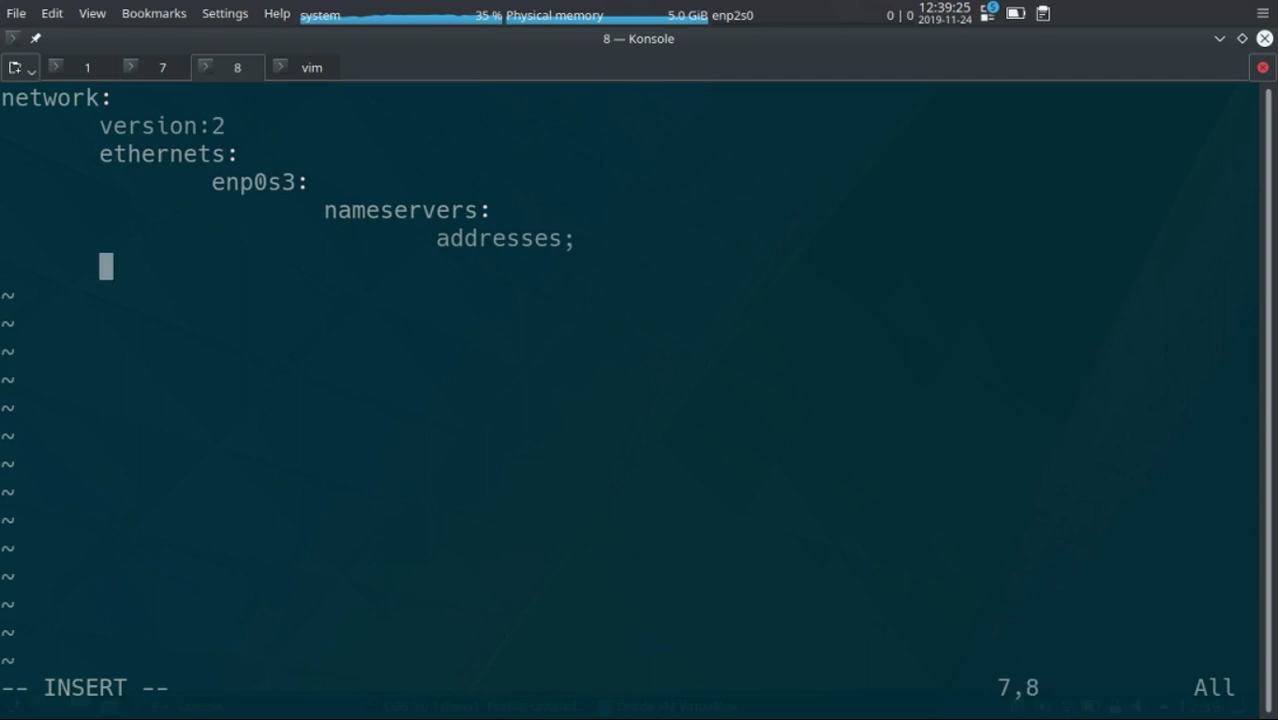 File Edit View Bookmarks Settings Help system 35 % Physical memory 5.0 GiB enp2s0 0 | 0 12:39:25 5
2019-11-24
8 — Konsole
1 7 8 vim
network:
version:2
ethernets:
enp0s3:
nameservers:
addresses;
~
~
~
~
~
~
~
~
~
~
~
~
~
~
-- INSERT -- 7,8 All